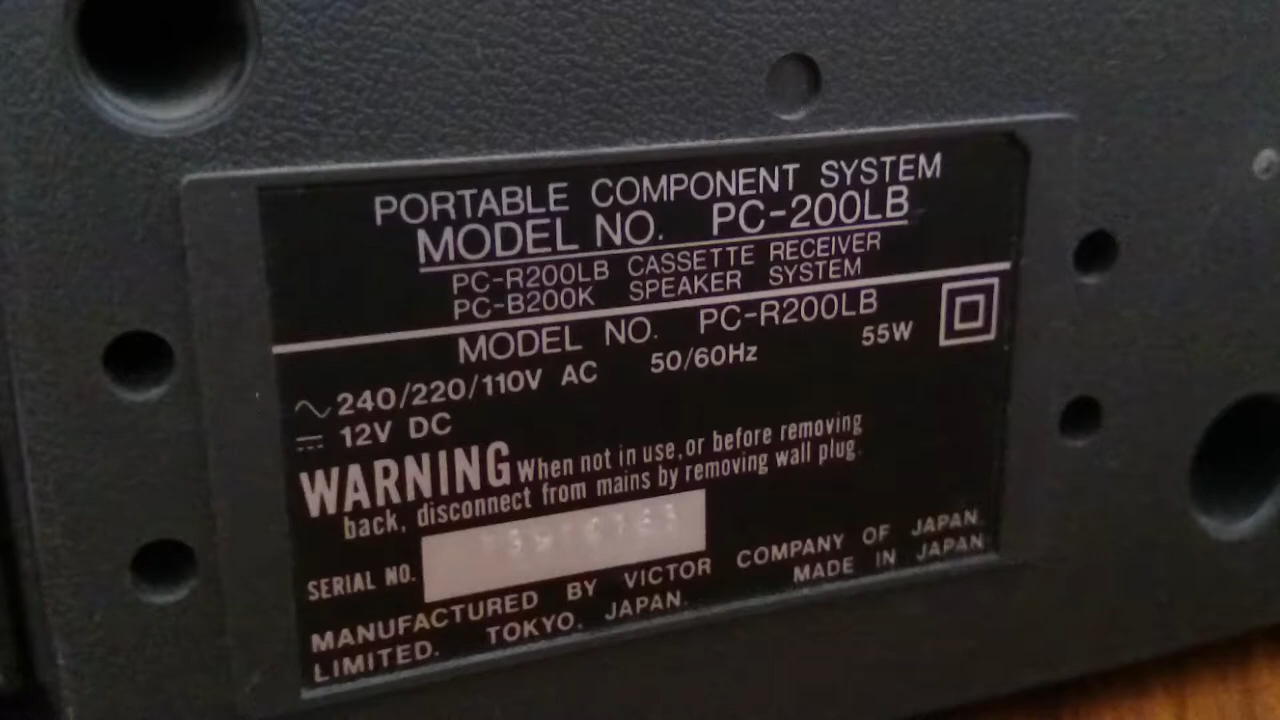 PORTABLE COMPONENT SYSTEM
MODEL NO. PC-200LB
PC-R200LB CASSETTE RECEIVER
PC-B200K SPEAKER SYSTEM
MODEL NO. PC-R200LB
240/220/110V AC 50/60Hz 55W
12V DC
WARNING When not in use, or before removing
back, disconnect from mains by removing wall plug.
SERIAL NO.
MANUFACTURED BY VICTOR COMPANY OF JAPAN.
LIMITED. TOKYO. JAPAN. MADE IN JAPAN